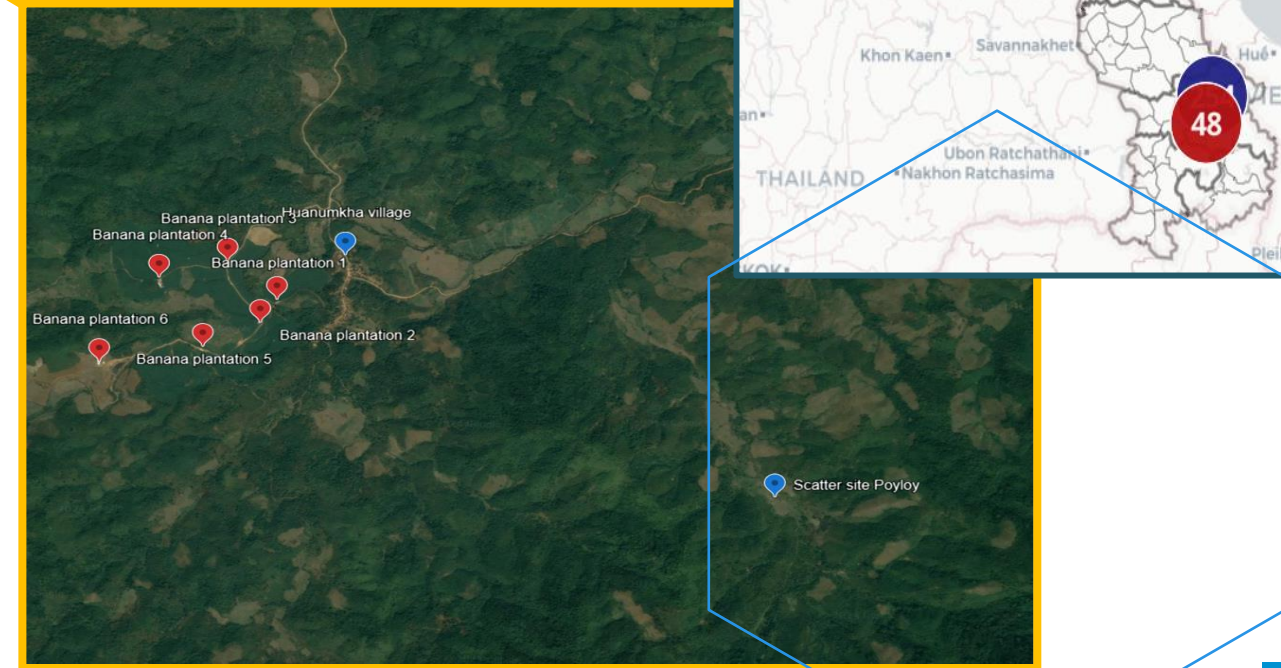 Khon Kaen
Savannakhet
Hué
48
Ubon Ratchathani
THAILAND
Nakhon Ratchasima
Huanumkha village
Banana plantation 3
Banana plantation 4
Banana plantation 1
Banana plantation 6
Banana plantation 2
Banana plantation 5
Scatter site Poyloy